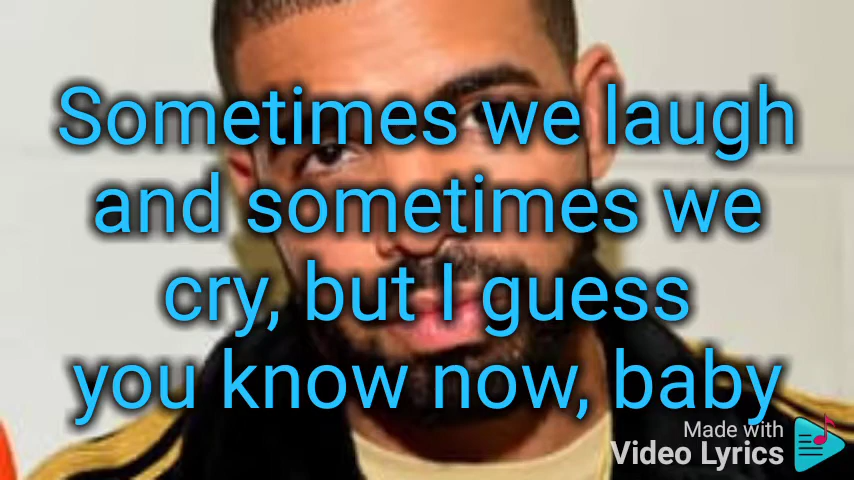 Sometimes we laugh
and sometimes we
cry, but I guess
you know now, baby
Made with
Video Lyrics